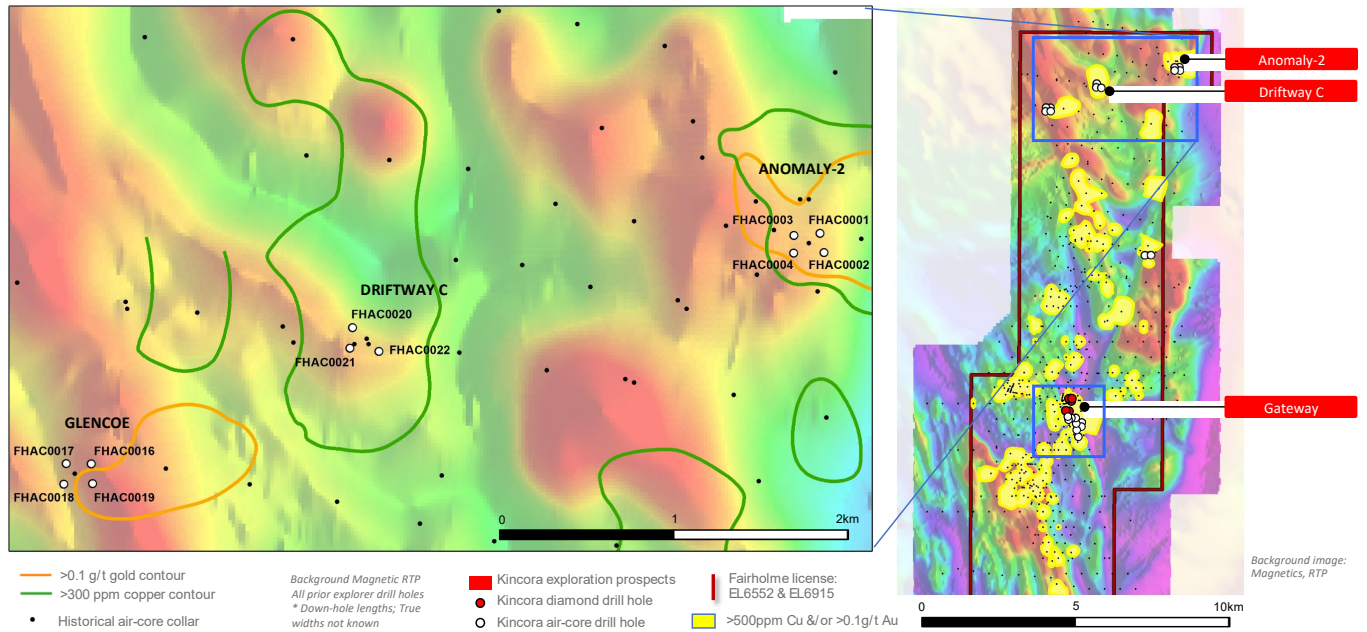 ANOMALY-2
FHAC0003 FHAC0001
FHAC0004 FHAC0002
DRIFTWAY C
FHAC0020
FHAC0021 FHAC0022
GLENCOE
FHAC0017 FHAC0016
FHAC0018 FHAC0019
0 1 2km
Anomaly-2
Driftway C
Gateway
Background image:
Magnetics, RTP
0 5 10km
>0.1 g/t gold contour
>300 ppm copper contour
Historical air-core collar
Background Magnetic RTP
All prior explorer drill holes
* Down-hole lengths; True
widths not known
Kincora exploration prospects
Kincora diamond drill hole
Kincora air-core drill hole
Fairholme license:
EL6552 & EL6915
>500ppm Cu &/or >0.1g/t Au